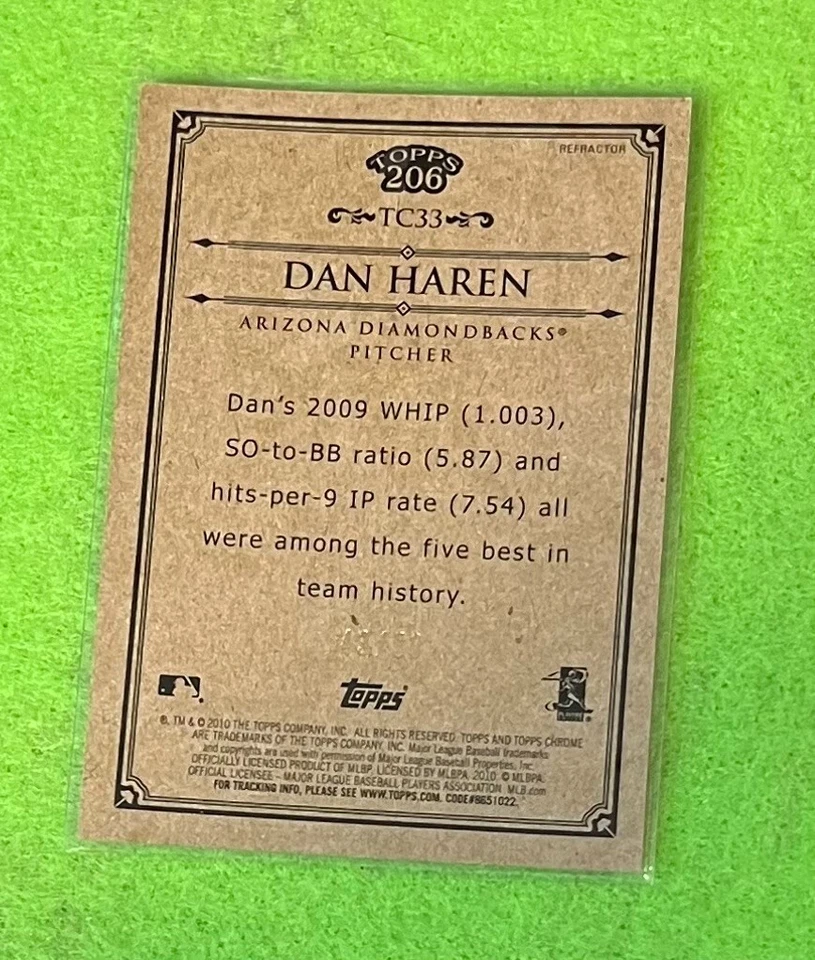 REFRACTOR
TOPPS
206
TC33
DAN HAREN
ARIZONA DIAMONDBACKS®
PITCHER
Dan's 2009 WHIP (1.003),
SO-to-BB ratio (5.87) and
hits-per-9 IP rate (7.54) all
were among the five best in
team history.
topps®
®, TM & © 2010 THE TOPPS COMPANY, INC. ALL RIGHTS RESERVED. TOPPS AND TOPPS CHROME
ARE TRADEMARKS OF THE TOPPS COMPANY, INC. Major League Baseball trademarks
and copyrights are used with permission of Major League Baseball Properties, Inc.
OFFICIALLY LICENSED PRODUCT OF MLBP. LICENSED BY MLBPA, 2010. © MLBPA
OFFICIAL LICENSEE - MAJOR LEAGUE BASEBALL PLAYERS ASSOCIATION. MLB.com
FOR TRACKING INFO, PLEASE SEE WWW.TOPPS.COM. CODE#8651022.